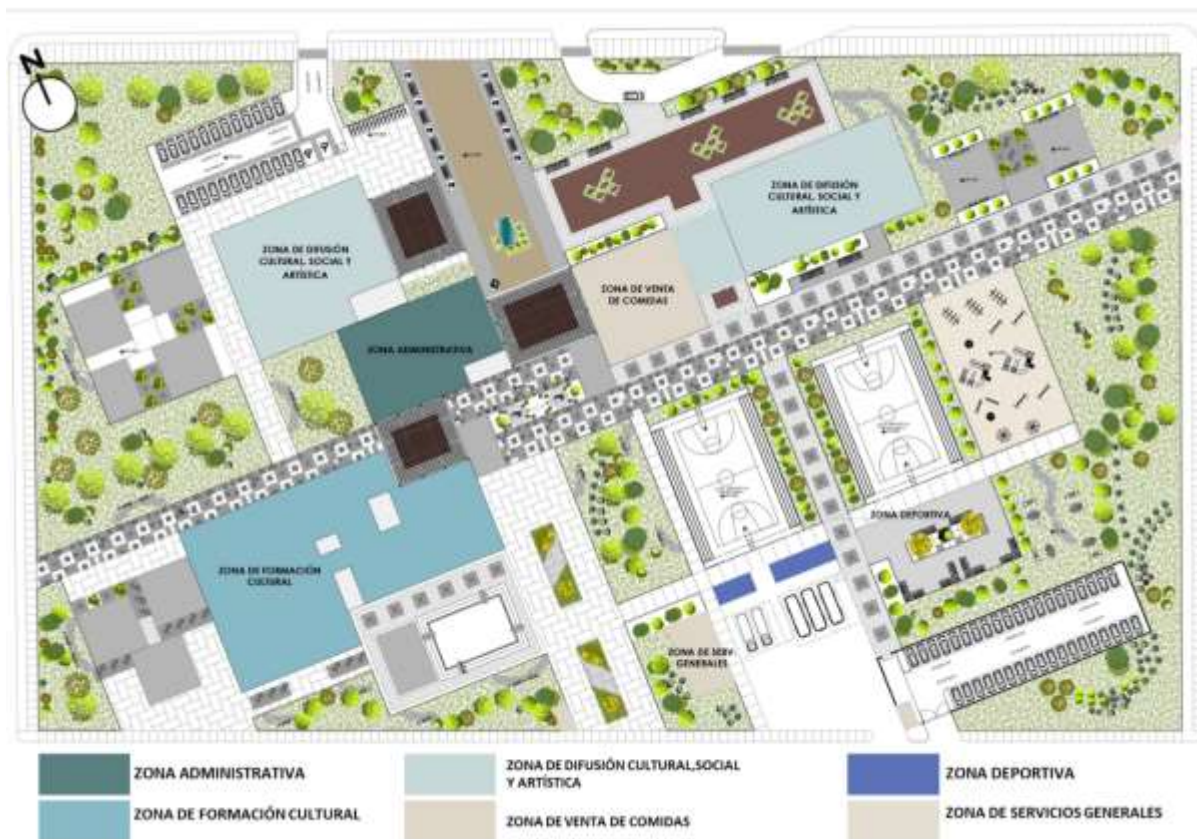 N
ZONA DE DIFUSIÓN
CULTURAL, SOCIAL Y
ARTÍSTICA
ZONA DE DIFUSIÓN
CULTURAL, SOCIAL Y
ARTÍSTICA
ZONA DE VENTA
DE COMIDAS
ZONA ADMINISTRATIVA
ZONA DEPORTIVA
ZONA DE FORMACIÓN
CULTURAL
ZONA DE SERV.
GENERALES
ZONA ADMINISTRATIVA
ZONA DE DIFUSIÓN CULTURAL,SOCIAL
Y ARTÍSTICA
ZONA DEPORTIVA
ZONA DE FORMACIÓN CULTURAL
ZONA DE VENTA DE COMIDAS
ZONA DE SERVICIOS GENERALES